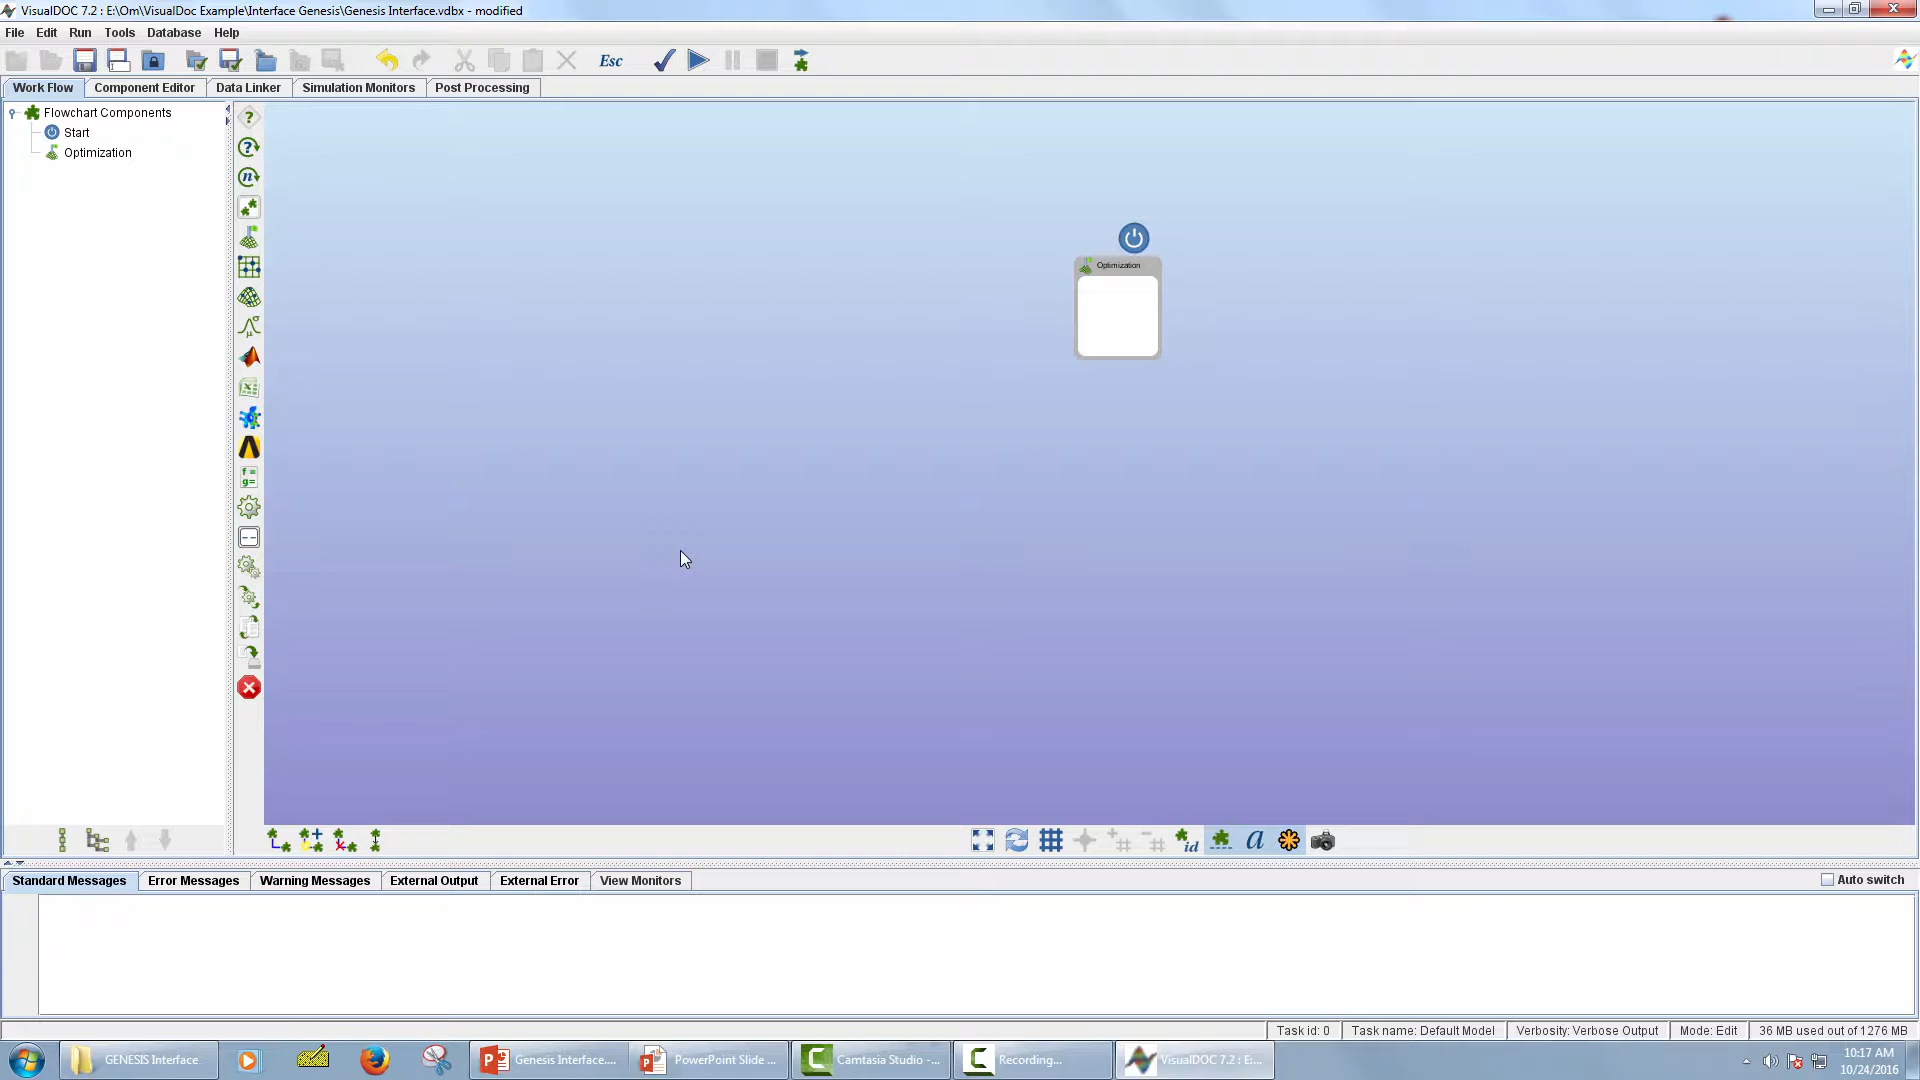 VisualDOC 7.2 : E:\Om\VisualDoc Example\Interface Genesis\Genesis Interface.vdbx - modified
File Edit Run Tools Database Help
Esc
Work Flow Component Editor Data Linker Simulation Monitors Post Processing
Flowchart Components
Start
Optimization
?
?
n
Optimization
f =
g=
id a
Standard Messages Error Messages Warning Messages External Output External Error View Monitors Auto switch
Task id: 0 Task name: Default Model Verbosity: Verbose Output Mode: Edit 36 MB used out of 1276 MB
GENESIS Interface Genesis Interface.... PowerPoint Slide ... Camtasia Studio -... Recording... VisualDOC 7.2 : E:...
10:17 AM
10/24/2016